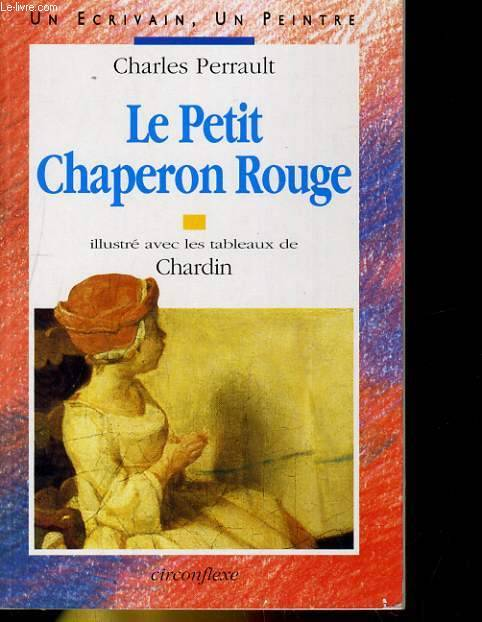 Le-livre.com
UN ECRIVAIN, UN PEINTRE
Charles Perrault
Le Petit
Chaperon Rouge
illustré avec les tableaux de
Chardin
circonflexe